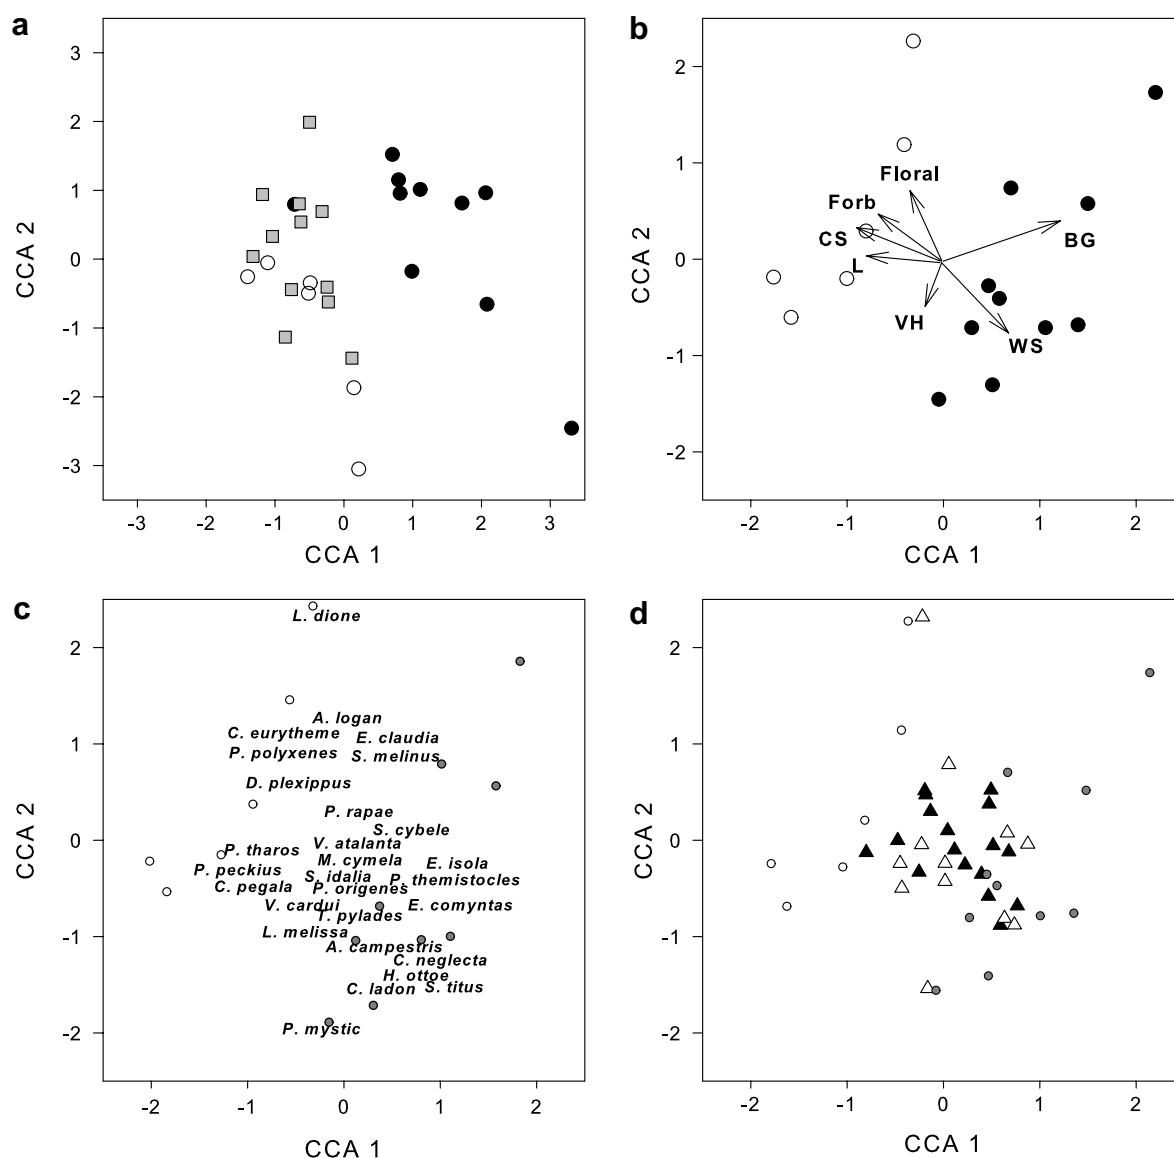 a
3
2
1
0
-1
-2
-3
CCA 2
-3 -2 -1 0 1 2 3
CCA 1
b
2
1
0
-1
-2
CCA 2
Floral
Forb
CS
L
BG
VH
WS
-2 -1 0 1 2
CCA 1
c
2
1
0
-1
-2
CCA 2
L. dione
A. logan
C. eurytheme
E. claudia
P. polyxenes
S. melinus
D. plexippus
P. rapae
S. cybele
V. atalanta
P. tharos
M. cymela
E. isola
P. peckius
S. idalia
P. themistocles
C. pegala
P. origenes
V. cardui
E. comyntas
T. pylades
L. melissa
A. campestris
C. neglecta
H. ottoe
C. ladon
S. titus
P. mystic
-2 -1 0 1 2
CCA 1
d
2
1
0
-1
-2
CCA 2
-2 -1 0 1 2
CCA 1